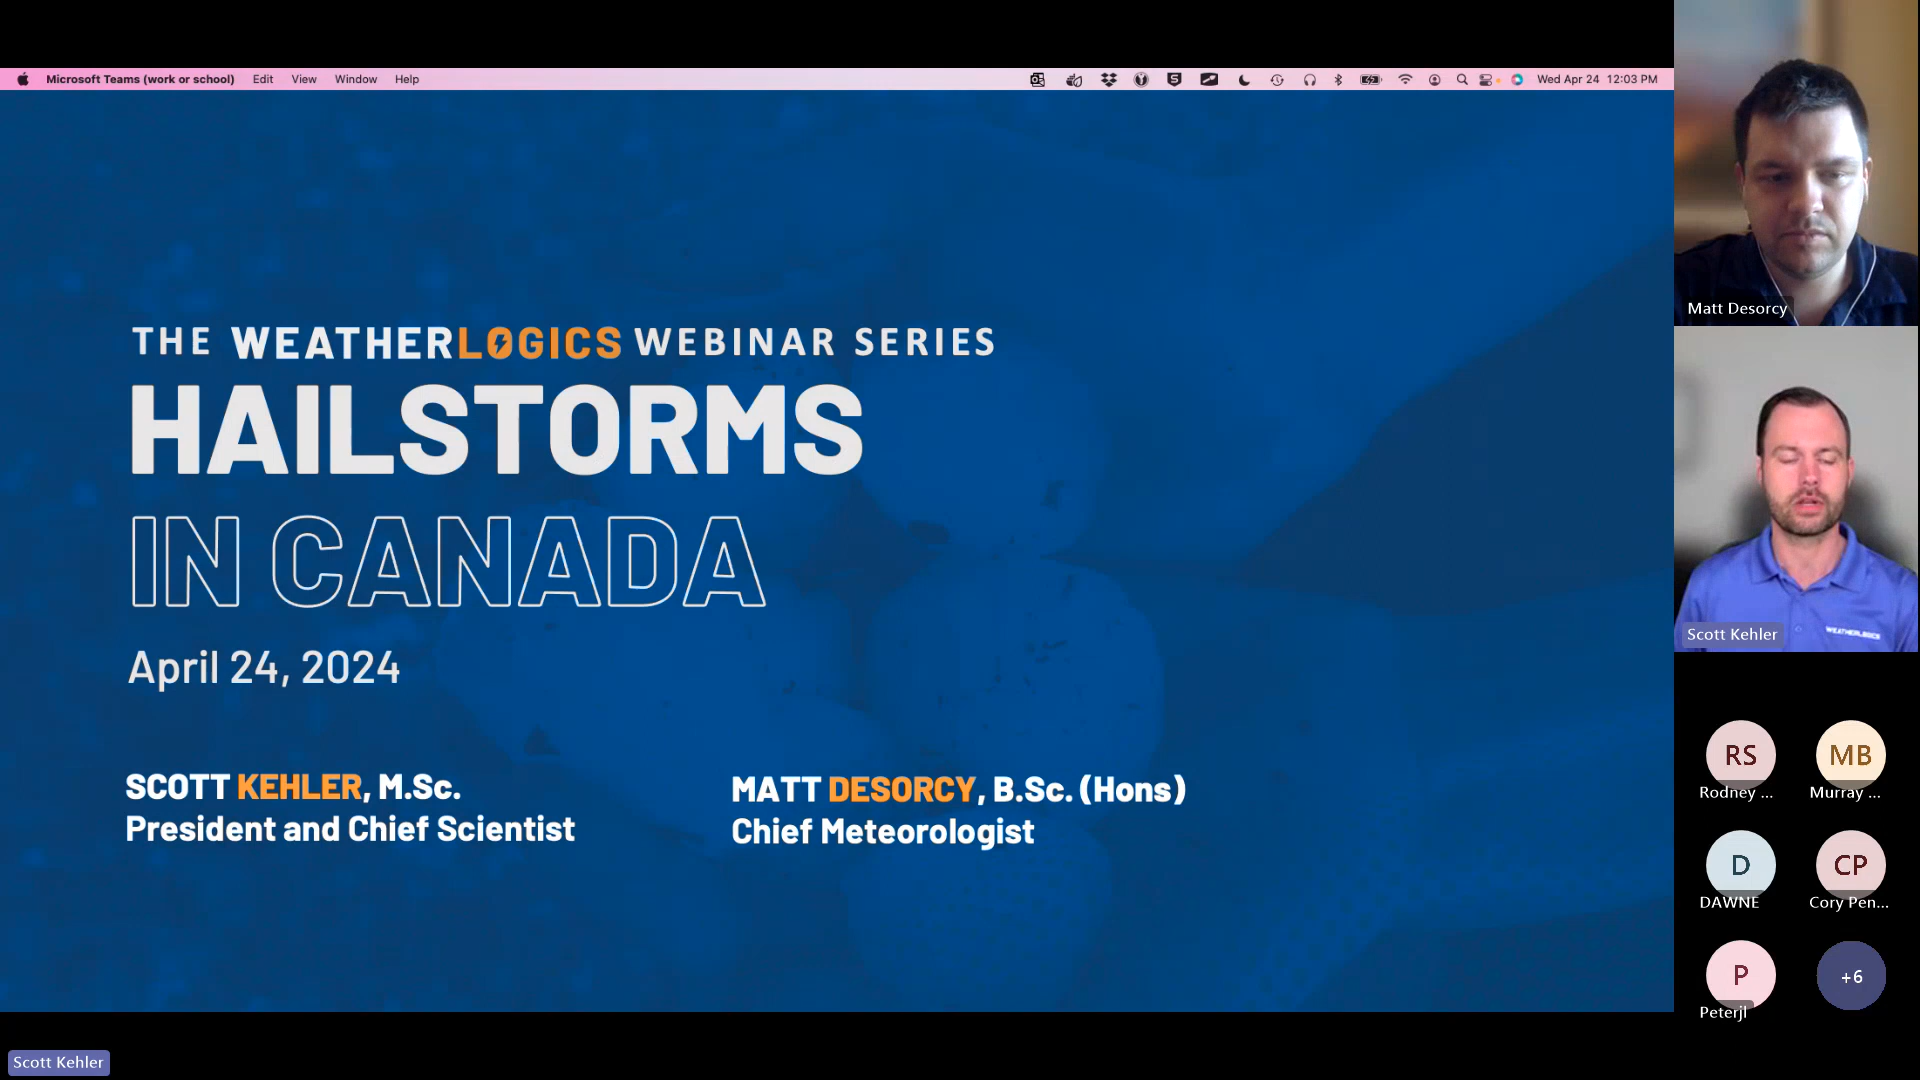 Microsoft Teams (work or school) Edit View Window Help
Wed Apr 24 12:03 PM
THE WEATHERLOGICS WEBINAR SERIES
HAILSTORMS
IN CANADA
April 24, 2024
SCOTT KEHLER, M.Sc.
President and Chief Scientist
MATT DESORCY, B.Sc. (Hons)
Chief Meteorologist
Matt Desorcy
WEATHERLOGICS
Scott Kehler
RS
Rodney ...
MB
Murray ...
D
DAWNE
CP
Cory Pen...
P
Peterjl
+6
Scott Kehler